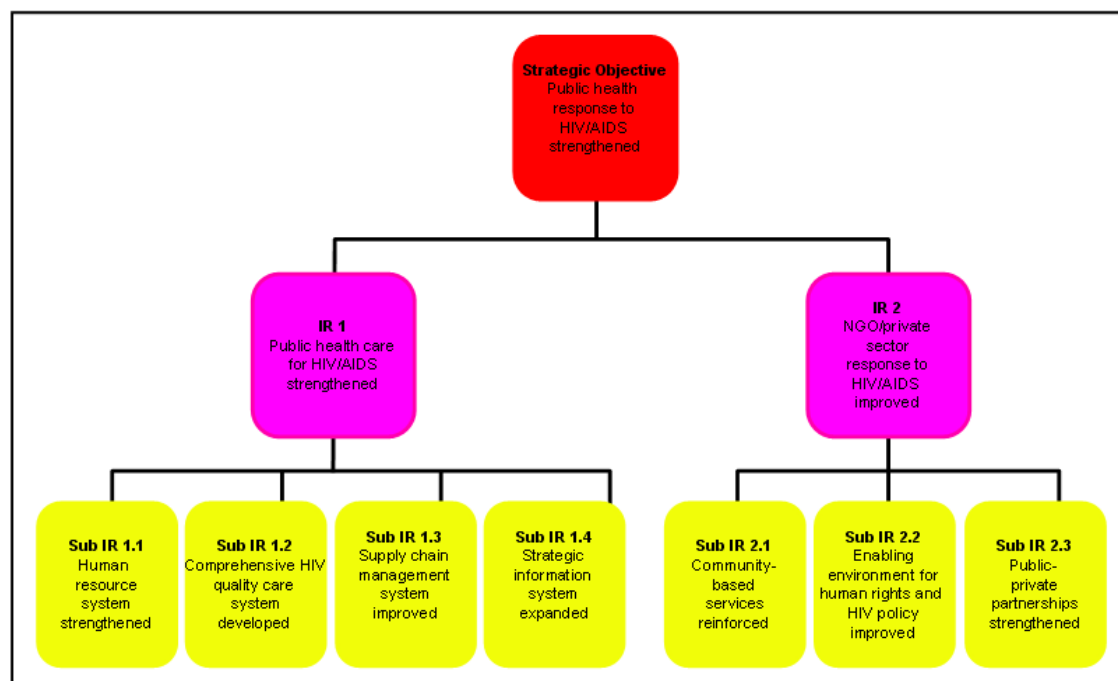 Strategic Objective
Public health
response to
HIV/AIDS
strengthened
IR 1
Public health care
for HIV/AIDS
strengthened
IR 2
NGO/private
sector
response to
HIV/AIDS
improved
Sub IR 1.1
Human
resource
system
strengthened
Sub IR 1.2
Comprehensive HIV
quality care
system
developed
Sub IR 1.3
Supply chain
management
system
improved
Sub IR 1.4
Strategic
information
system
expanded
Sub IR 2.1
Community-
based
services
reinforced
Sub IR 2.2
Enabling
environment for
human rights and
HIV policy
improved
Sub IR 2.3
Public-
private
partnerships
strengthened